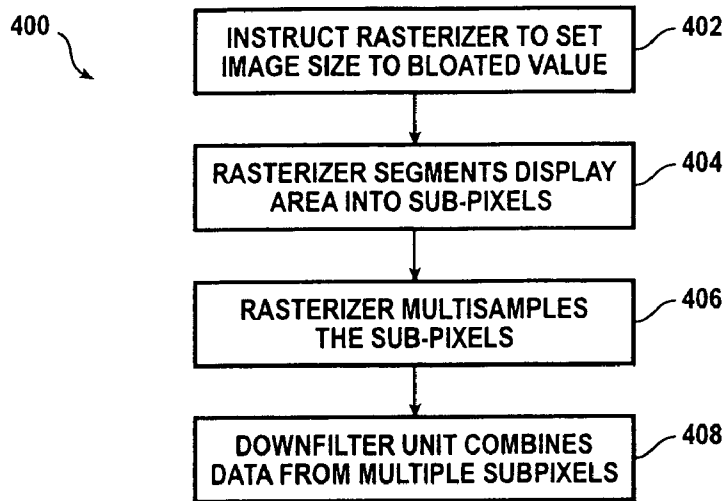 400
INSTRUCT RASTERIZER TO SET
IMAGE SIZE TO BLOATED VALUE
402
RASTERIZER SEGMENTS DISPLAY
AREA INTO SUB-PIXELS
404
RASTERIZER MULTISAMPLES
THE SUB-PIXELS
406
DOWNFILTER UNIT COMBINES
DATA FROM MULTIPLE SUBPIXELS
408